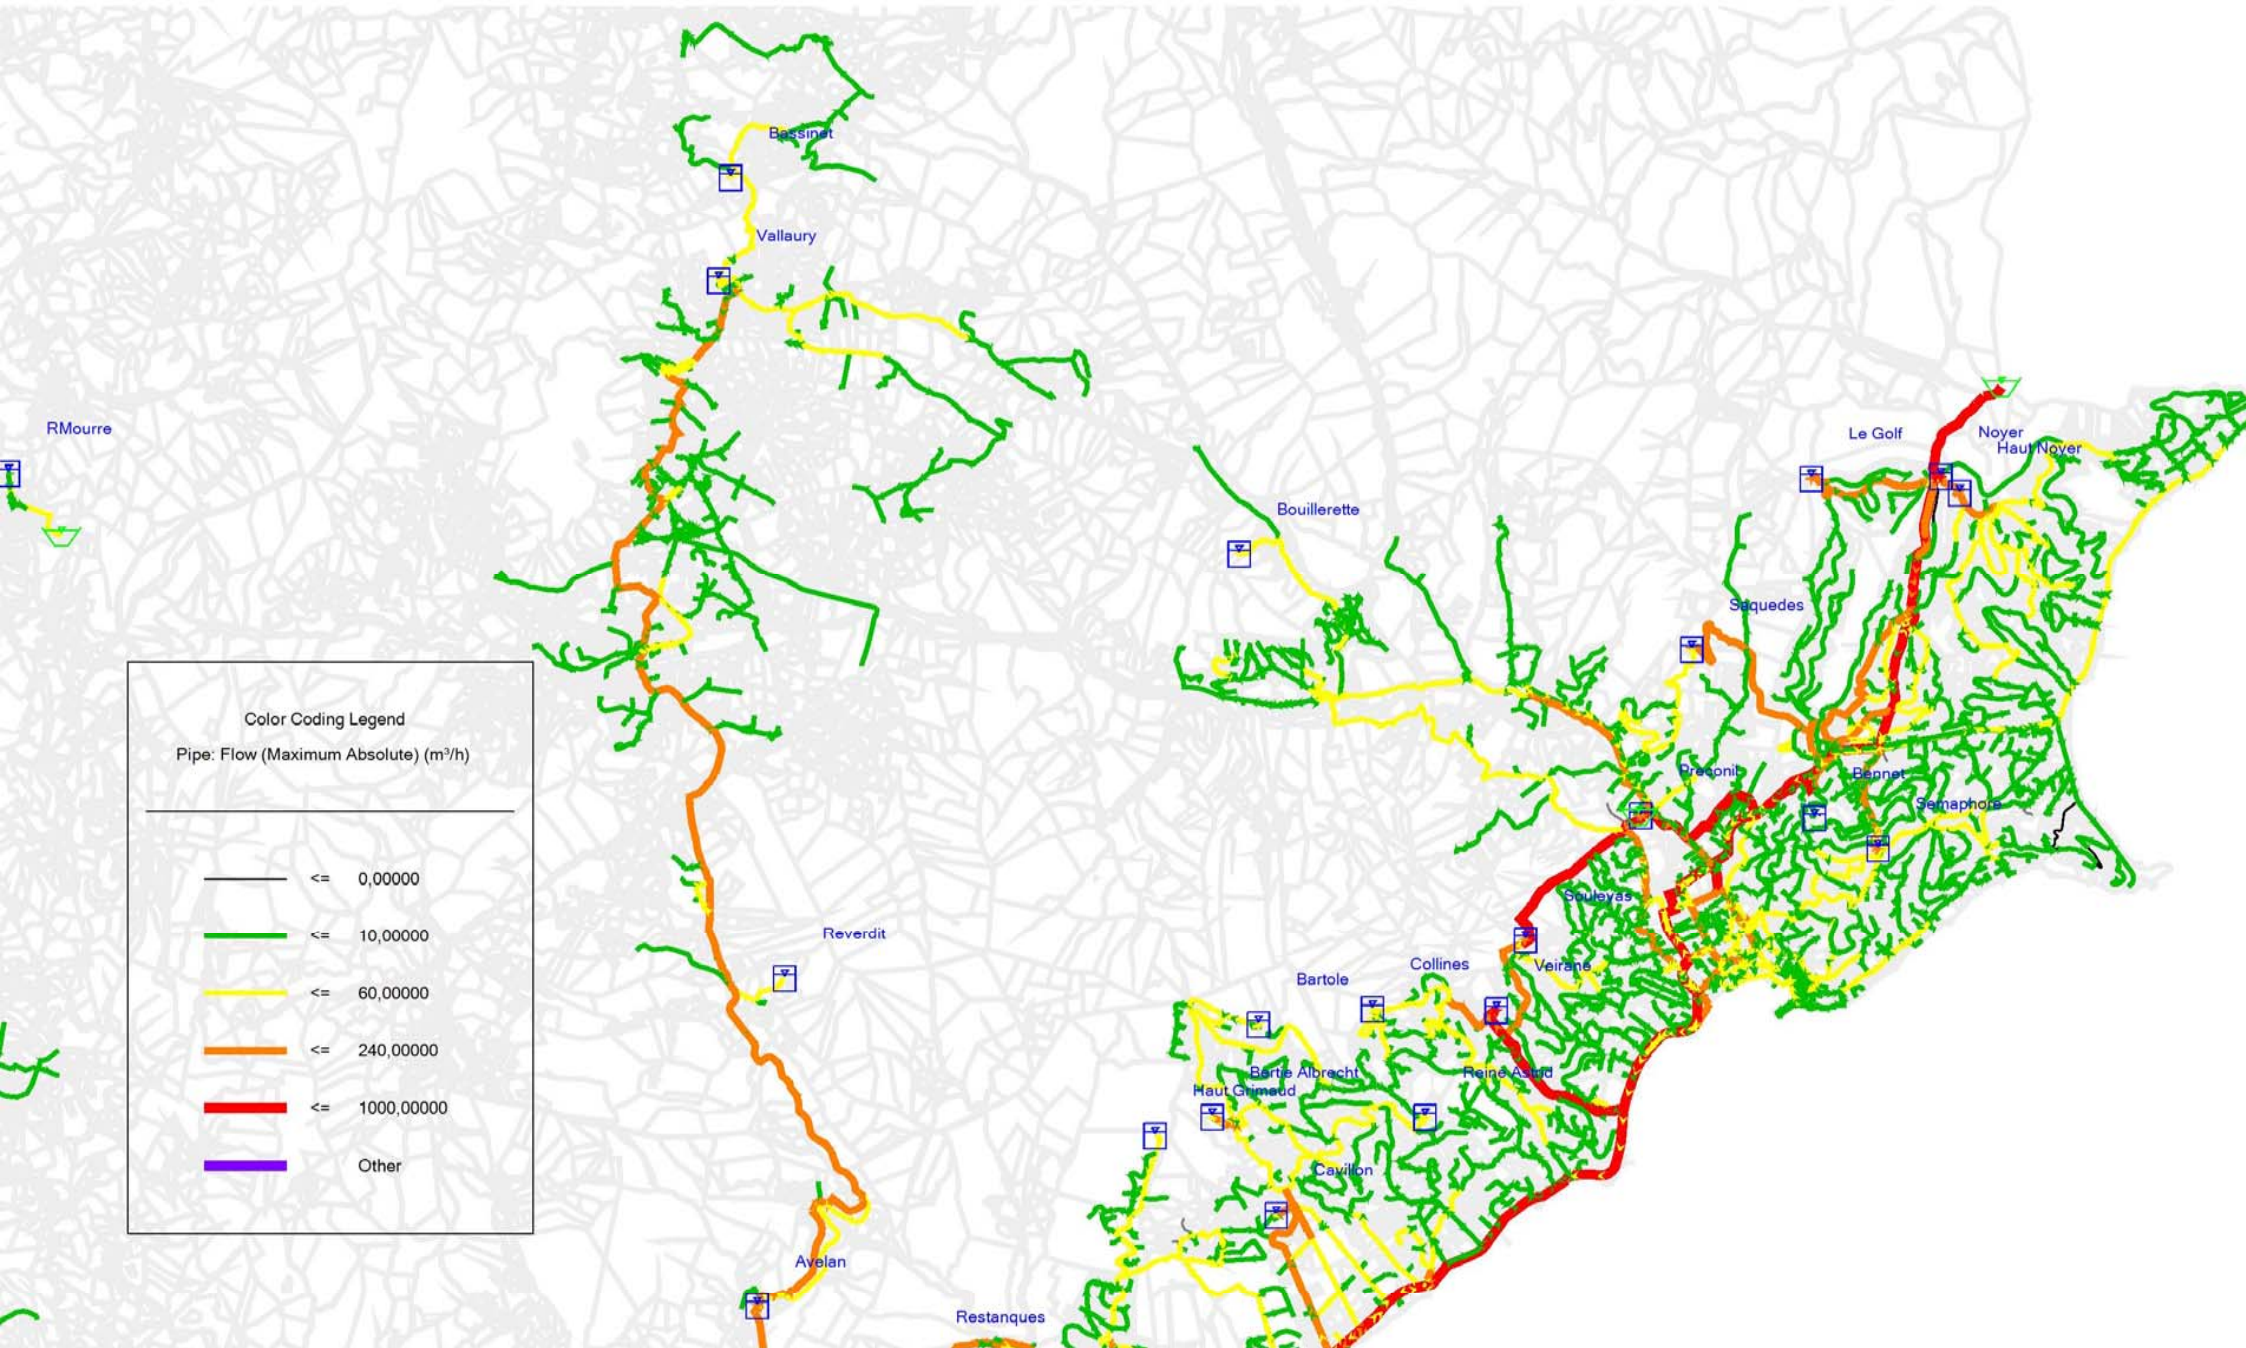 Bassinet
Vallaury
RMourre
Le Golf
Noyer
Haut Noyer
Bouillerette
Saquedes
Color Coding Legend
Pipe: Flow (Maximum Absolute) (m³/h)
<= 0,00000
<= 10,00000
<= 60,00000
<= 240,00000
<= 1000,00000
Other
Preconil
Bennet
Semaphore
Souleyas
Reverdit
Collines
Veirane
Bartole
Bertie Albrecht
Reine Astrid
Haut Grimaud
Cavillon
Avelan
Restanques